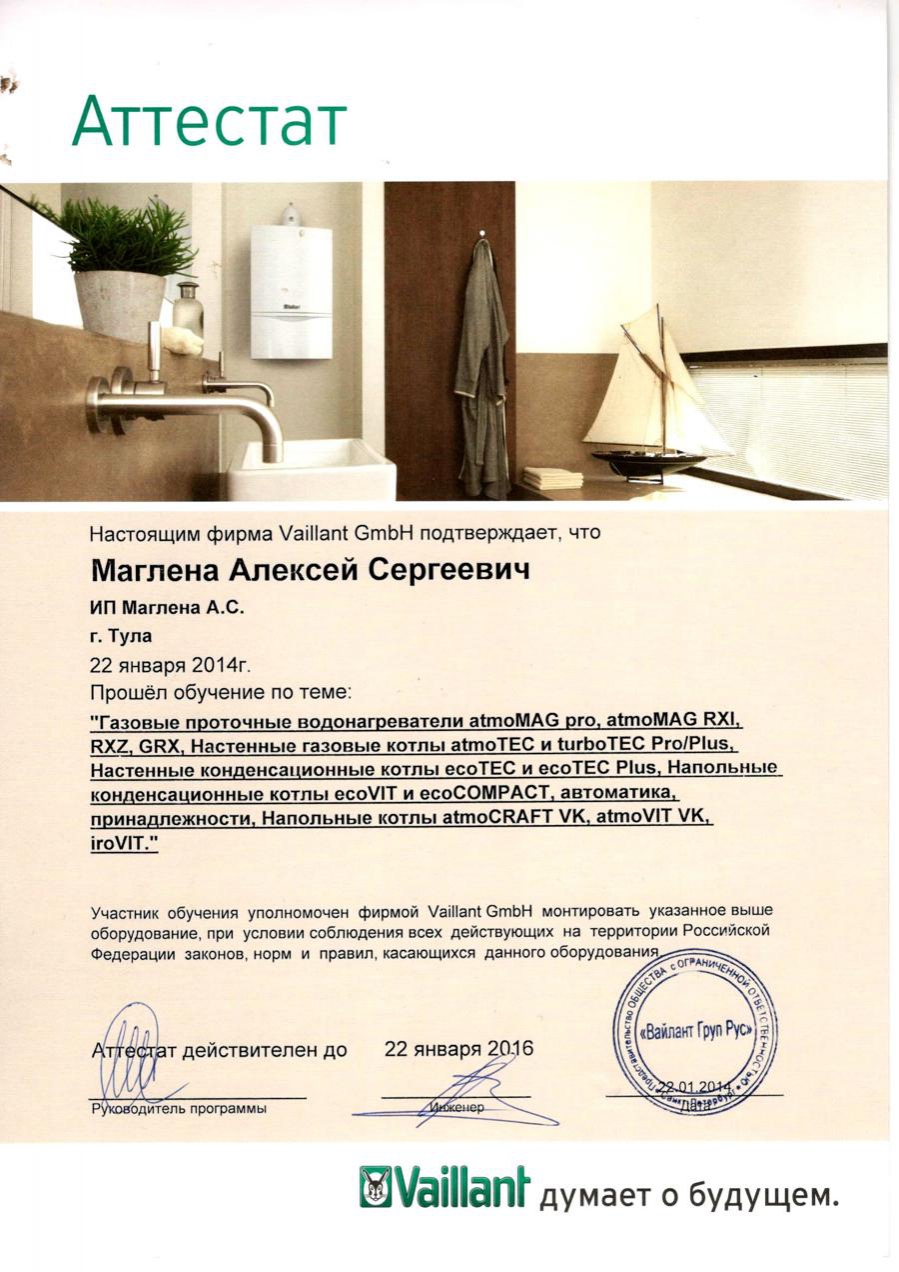 Аттестат
Vaillant
Настоящим фирма Vaillant GmbH подтверждает, что
Маглена Алексей Сергеевич
ИП Маглена А.С.
г. Тула
22 января 2014г.
Прошёл обучение по теме:
"Газовые проточные водонагреватели atmoMAG pro, atmoMAG RXI,
RXZ, GRX, Настенные газовые котлы atmoTEC и turboTEC Pro/Plus,
Настенные конденсационные котлы ecoTEC и ecoTEC Plus, Напольные
конденсационные котлы ecoVIT и ecoCOMPACT, автоматика,
принадлежности, Напольные котлы atmoCRAFT VK, atmoVIT VK,
iroVIT."
Участник обучения уполномочен фирмой Vaillant GmbH монтировать указанное выше
оборудование, при условии соблюдения всех действующих на территории Российской
Федерации законов, норм и правил, касающихся данного оборудования
Представительство ОБЩЕСТВА С ОГРАНИЧЕННОЙ ОТВЕТСТВЕННОСТЬЮ
«Вайлант Груп Рус»
Санкт-Петербург
Аттестат действителен до 22 января 2016
22.01.2014
Руководитель программы Инженер Дата
Vaillant думает о будущем.